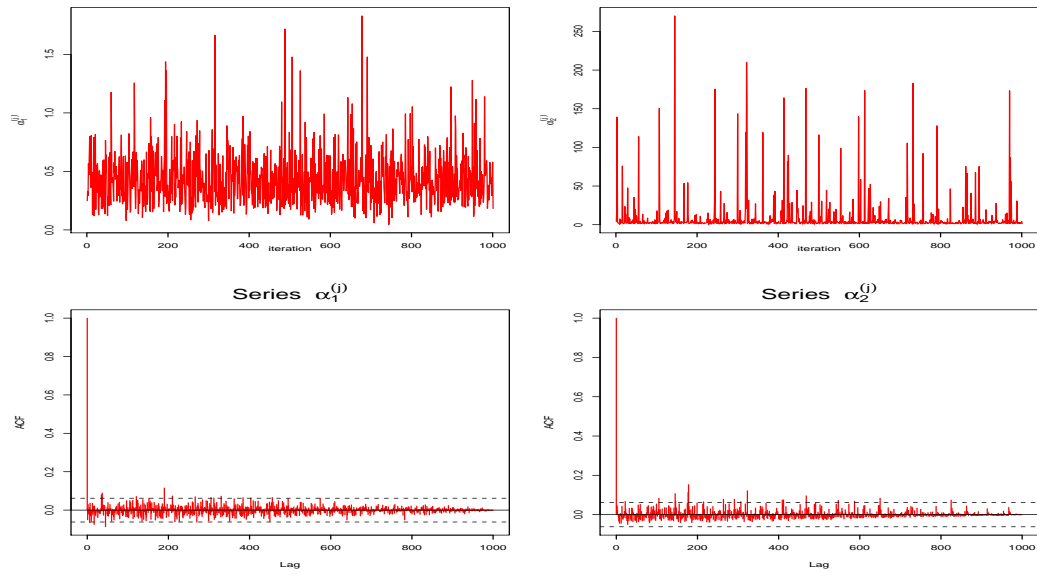 α₁⁽ʲ⁾
0.0 0.5 1.0 1.5
0 200 400 600 800 1000
iteration
α₂⁽ʲ⁾
0 50 100 150 200 250
0 200 400 600 800 1000
iteration
Series α₁⁽ʲ⁾
ACF
0.0 0.2 0.4 0.6 0.8 1.0
0 200 400 600 800 1000
Lag
Series α₂⁽ʲ⁾
ACF
0.0 0.2 0.4 0.6 0.8 1.0
0 200 400 600 800 1000
Lag